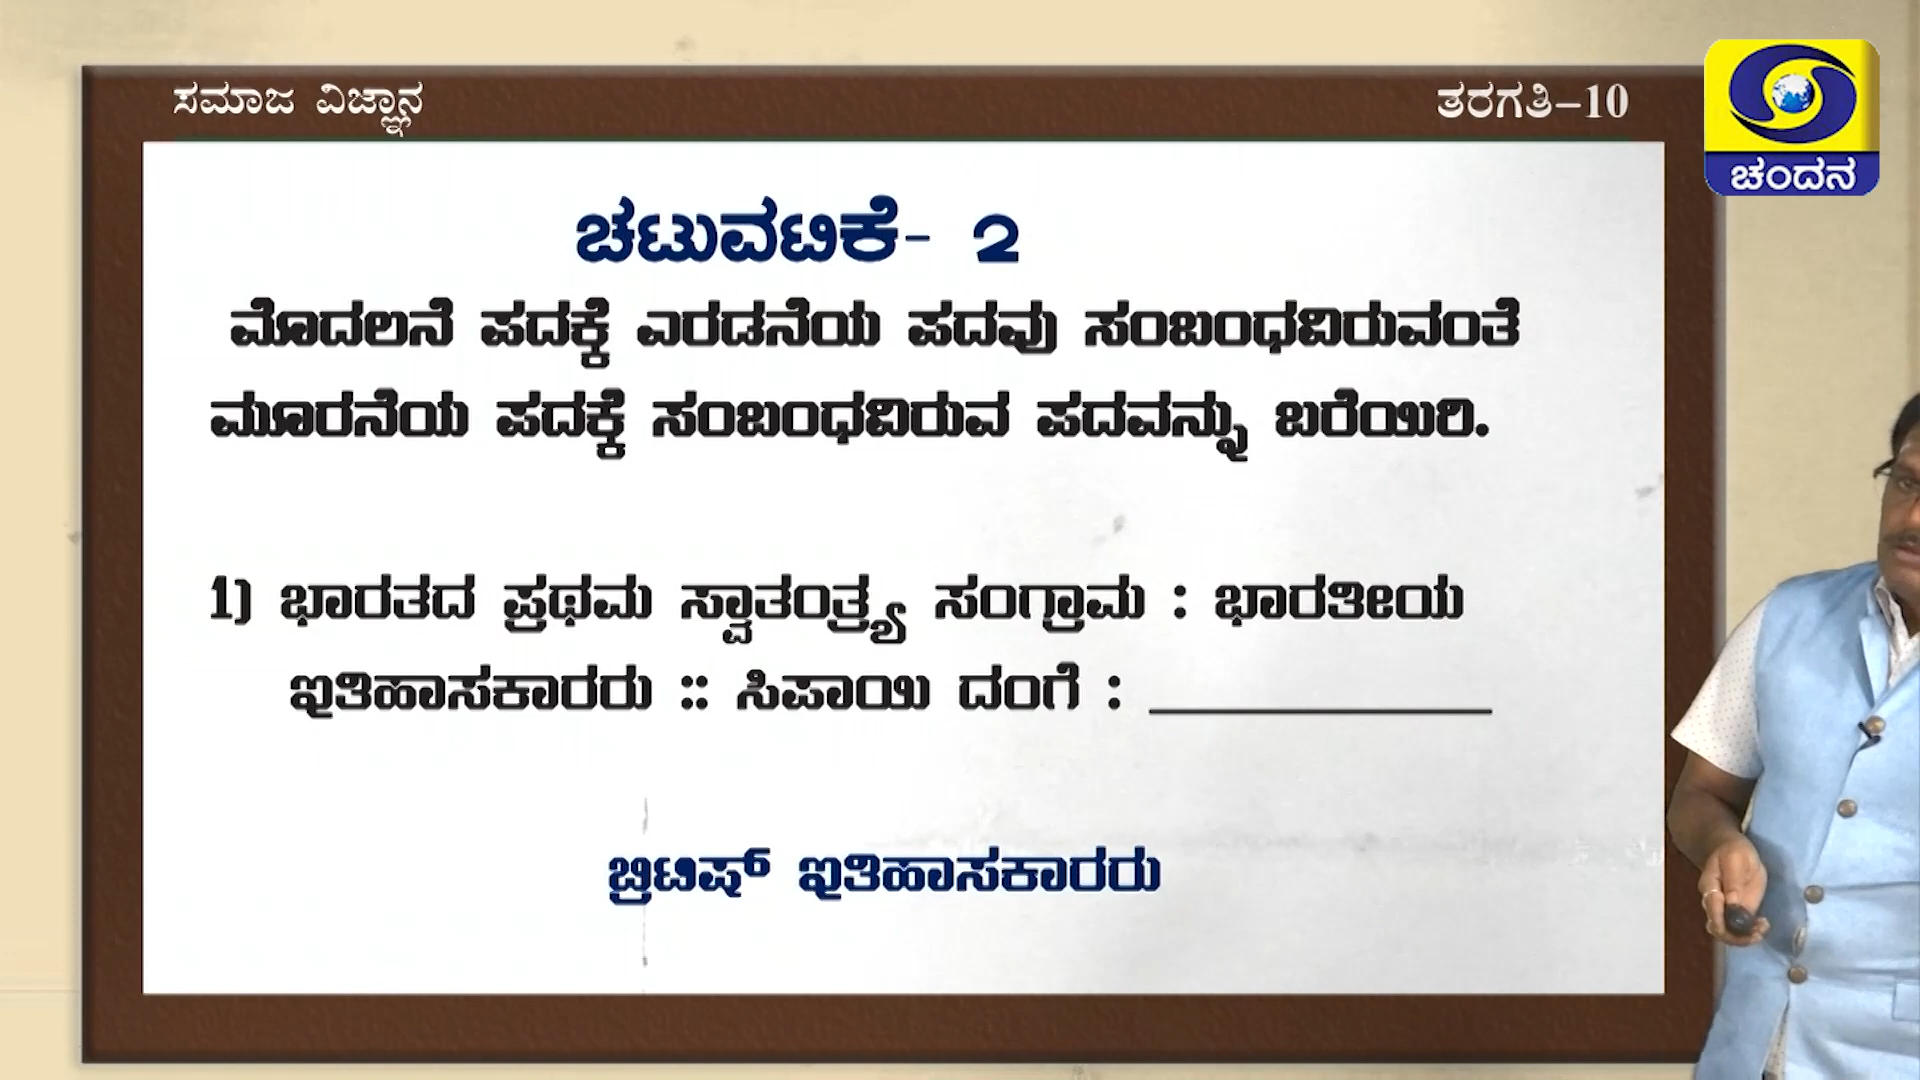 ಸಮಾಜ ವಿಜ್ಞಾನ
ತರಗತಿ–10
ಚಂದನ
ಚಟುವಟಿಕೆ- 2
ಮೊದಲನೆ ಪದಕ್ಕೆ ಎರಡನೆಯ ಪದವು ಸಂಬಂಧವಿರುವಂತೆ
ಮೂರನೆಯ ಪದಕ್ಕೆ ಸಂಬಂಧವಿರುವ ಪದವನ್ನು ಬರೆಯಿರಿ.
1) ಭಾರತದ ಪ್ರಥಮ ಸ್ವಾತಂತ್ರ್ಯ ಸಂಗ್ರಾಮ : ಭಾರತೀಯ
ಇತಿಹಾಸಕಾರರು :: ಸಿಪಾಯಿ ದಂಗೆ : ______________
ಬ್ರಿಟಿಷ್ ಇತಿಹಾಸಕಾರರು